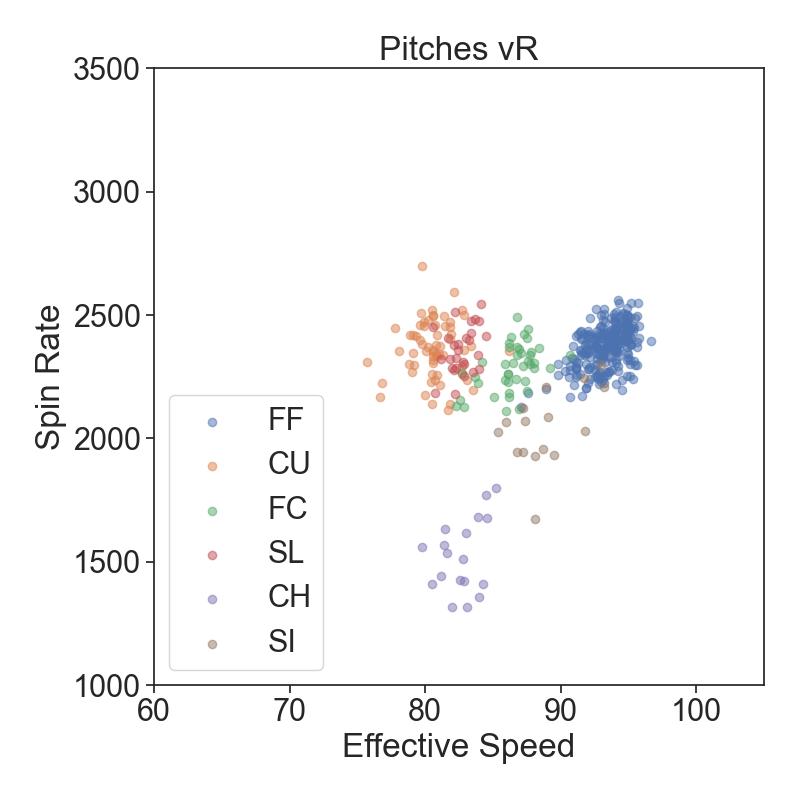 Pitches vR
3500
3000
2500
2000
1500
1000
Spin Rate
FF
CU
FC
SL
CH
SI
60 70 80 90 100
Effective Speed